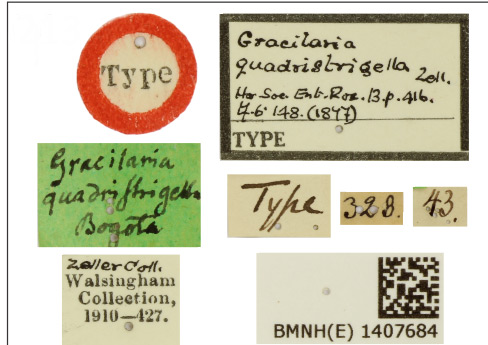 Type
Gracilaria
quadristrigella Zell.
Hor. Soc. Ent. Ross. 13. p. 416.
f. 6. 148. (1877)
TYPE
Gracilaria
quadristrigella
Bogota
Type
328.
43.
Zeller Coll.
Walsingham
Collection,
1910—427.
BMNH(E) 1407684